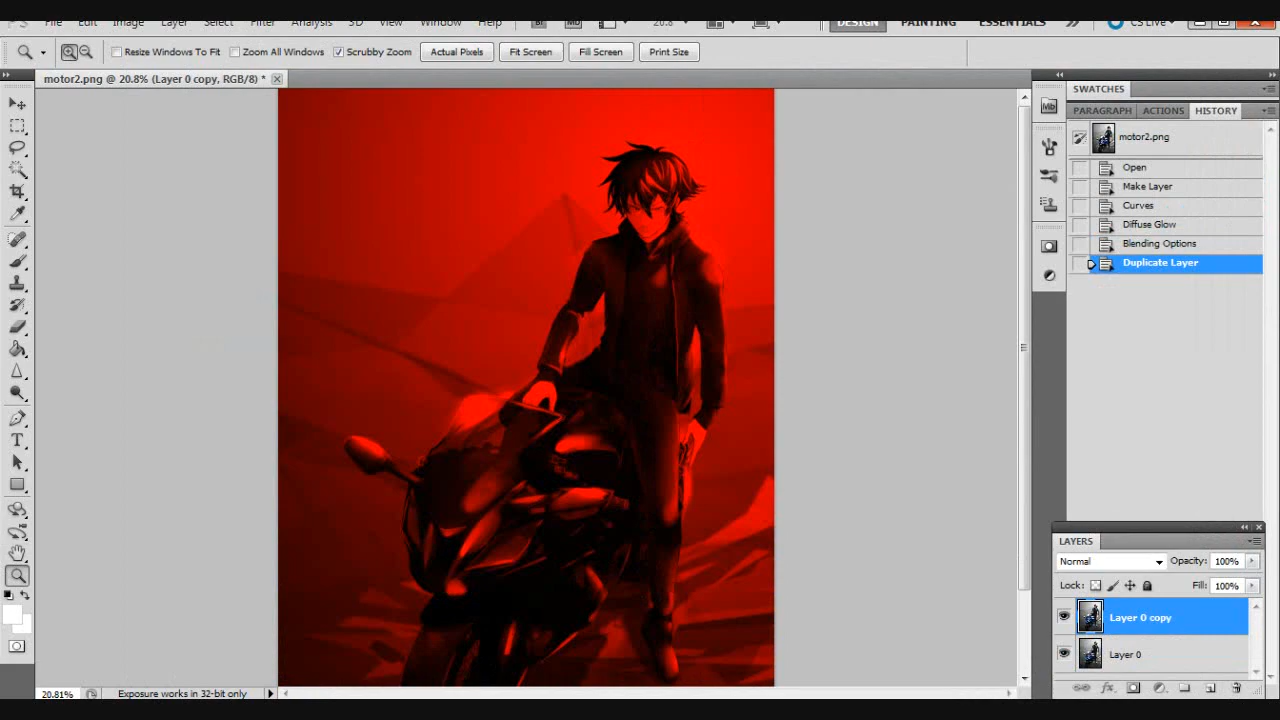 File Edit Image Layer Select Filter Analysis 3D View Window Help Br Mb 20.8 DESIGN PAINTING ESSENTIALS CS Live
Resize Windows To Fit Zoom All Windows Scrubby Zoom Actual Pixels Fit Screen Fill Screen Print Size
motor2.png @ 20.8% (Layer 0 copy, RGB/8) *
SWATCHES
Mb
PARAGRAPH ACTIONS HISTORY
motor2.png
Open
Make Layer
Curves
Diffuse Glow
Blending Options
Duplicate Layer
LAYERS
Normal Opacity: 100%
Lock: Fill: 100%
Layer 0 copy
Layer 0
20.81% Exposure works in 32-bit only